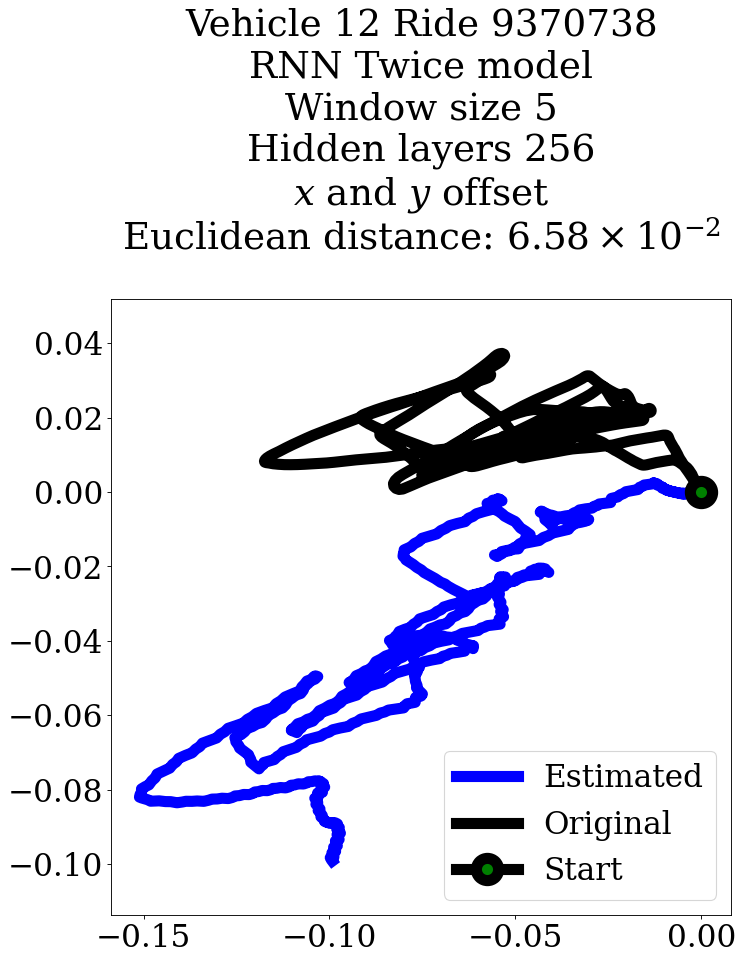 Vehicle 12 Ride 9370738
RNN Twice model
Window size 5
Hidden layers 256
x and y offset
Euclidean distance: 6.58 × 10⁻²
0.04
0.02
0.00
−0.02
−0.04
−0.06
−0.08
−0.10
Estimated
Original
Start
−0.15 −0.10 −0.05 0.00